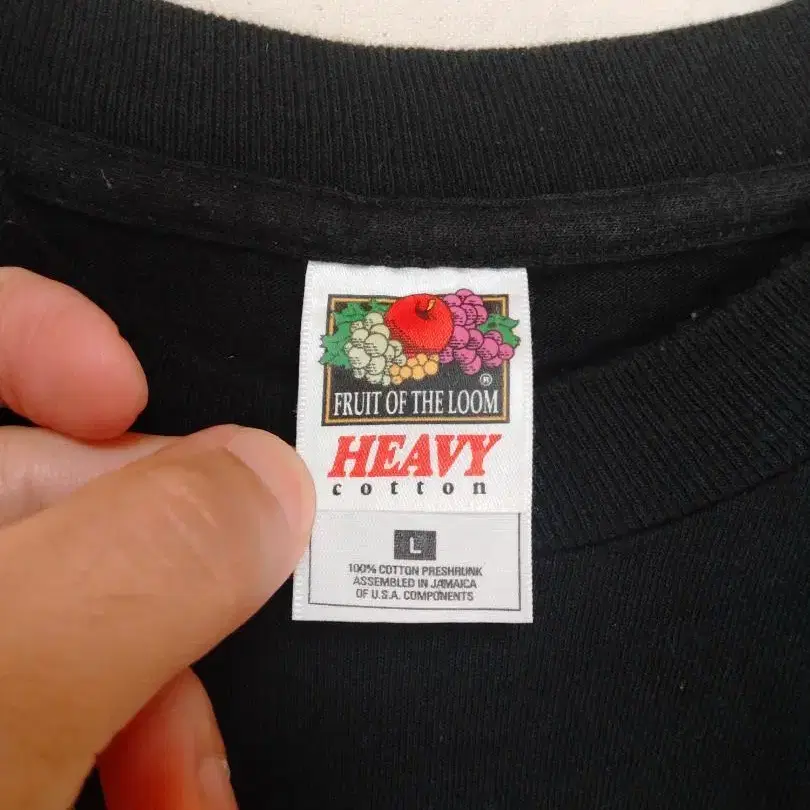 ®
FRUIT OF THE LOOM
HEAVY
cotton
L
100% COTTON PRESHRUNK
ASSEMBLED IN JAMAICA
OF U.S.A. COMPONENTS